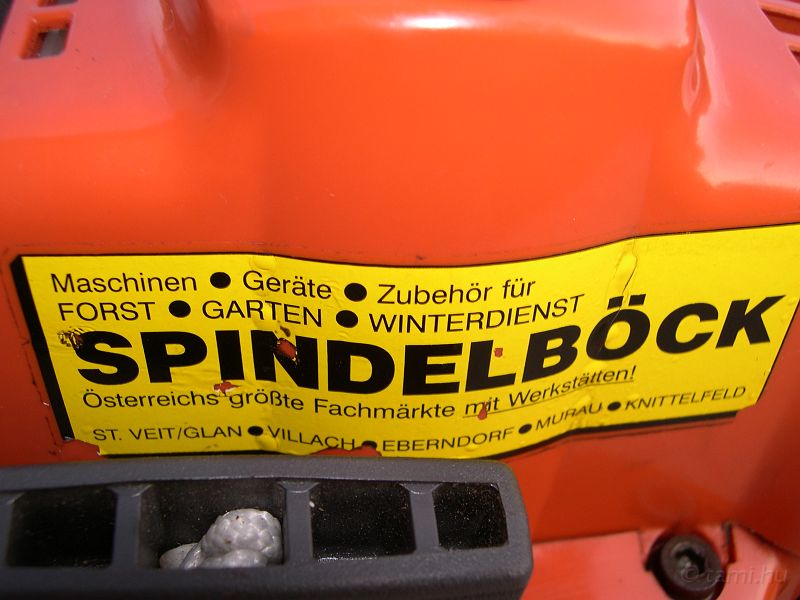 Maschinen ● Geräte ● Zubehör für
FORST ● GARTEN ● WINTERDIENST
SPINDELBÖCK
Österreichs größte Fachmärkte mit Werkstätten!
ST. VEIT/GLAN ● VILLACH ● EBERNDORF ● MURAU ● KNITTELFELD
© tami.hu